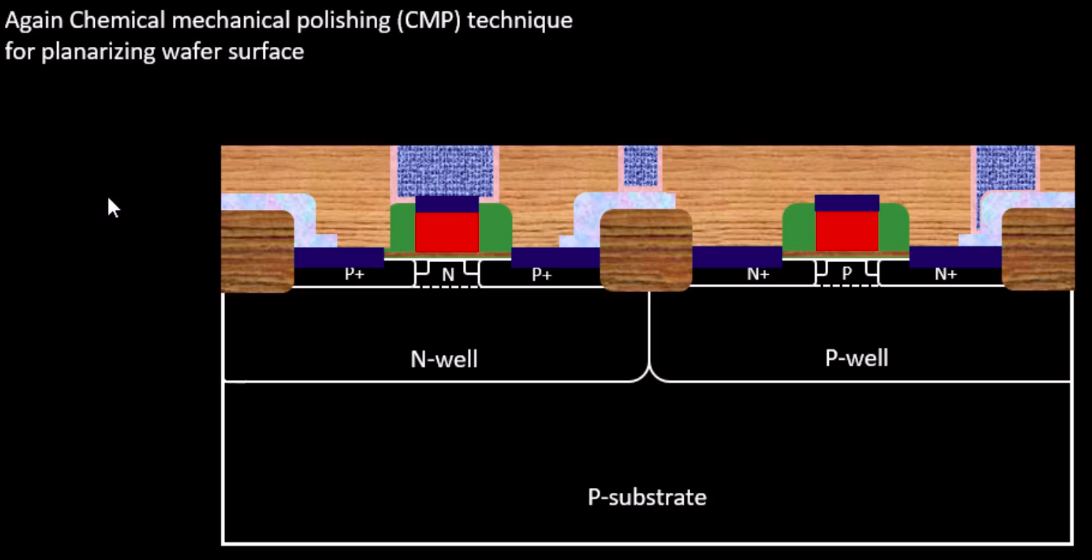 Again Chemical mechanical polishing (CMP) technique
for planarizing wafer surface
P+ N P+ N+ P N+
N-well P-well
P-substrate